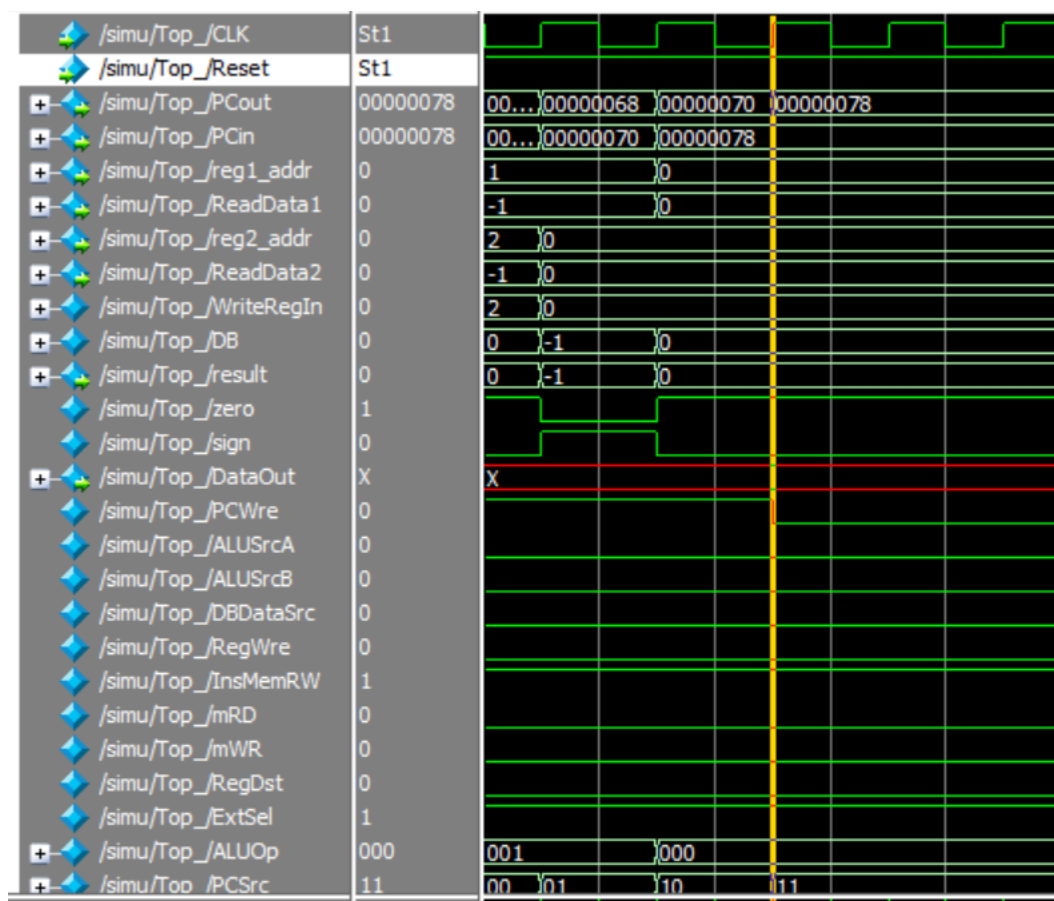 /simu/Top_/CLK St1
/simu/Top_/Reset St1
/simu/Top_/PCout 00000078 00... 00000068 00000070 00000078
/simu/Top_/PCin 00000078 00... 00000070 00000078
/simu/Top_/reg1_addr 0 1 0
/simu/Top_/ReadData1 0 -1 0
/simu/Top_/reg2_addr 0 2 0
/simu/Top_/ReadData2 0 -1 0
/simu/Top_/WriteRegIn 0 2 0
/simu/Top_/DB 0 0 -1 0
/simu/Top_/result 0 0 -1 0
/simu/Top_/zero 1
/simu/Top_/sign 0
/simu/Top_/DataOut X X
/simu/Top_/PCWre 0
/simu/Top_/ALUSrcA 0
/simu/Top_/ALUSrcB 0
/simu/Top_/DBDataSrc 0
/simu/Top_/RegWre 0
/simu/Top_/InsMemRW 1
/simu/Top_/mRD 0
/simu/Top_/mWR 0
/simu/Top_/RegDst 0
/simu/Top_/ExtSel 1
/simu/Top_/ALUOp 000 001 000
/simu/Top_/PCSrc 11 00 01 10 11